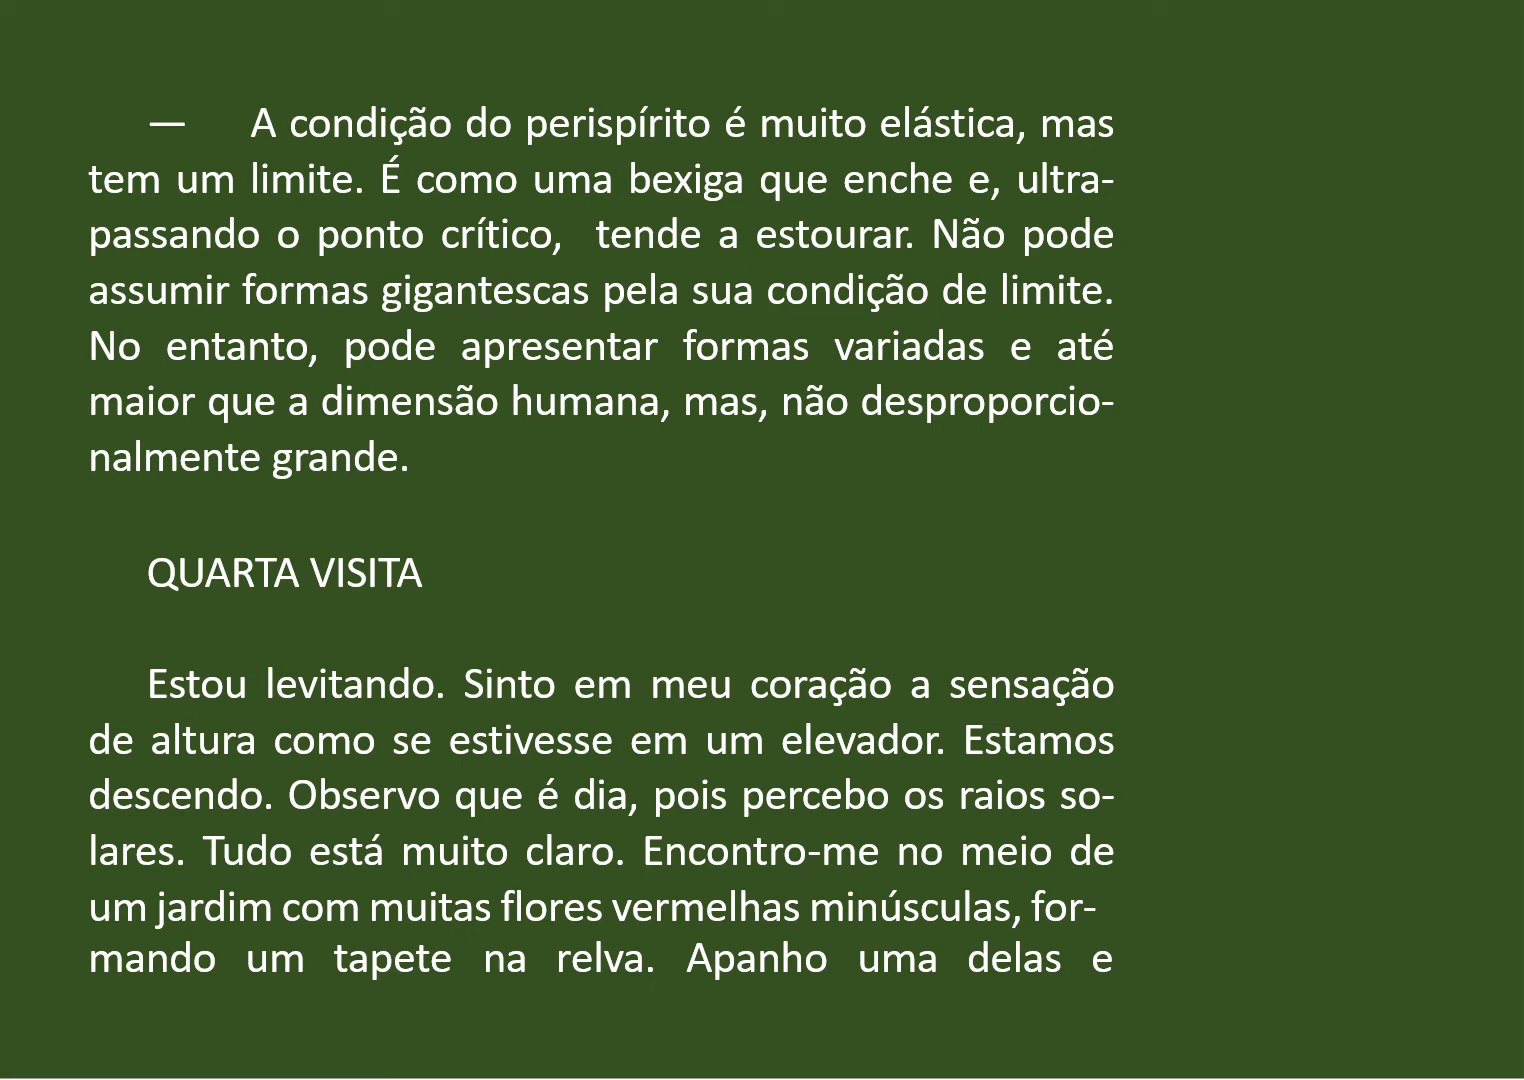 — A condição do perispírito é muito elástica, mas
tem um limite. É como uma bexiga que enche e, ultra-
passando o ponto crítico, tende a estourar. Não pode
assumir formas gigantescas pela sua condição de limite.
No entanto, pode apresentar formas variadas e até
maior que a dimensão humana, mas, não desproporcio-
nalmente grande.
QUARTA VISITA
Estou levitando. Sinto em meu coração a sensação
de altura como se estivesse em um elevador. Estamos
descendo. Observo que é dia, pois percebo os raios so-
lares. Tudo está muito claro. Encontro-me no meio de
um jardim com muitas flores vermelhas minúsculas, for-
mando um tapete na relva. Apanho uma delas e